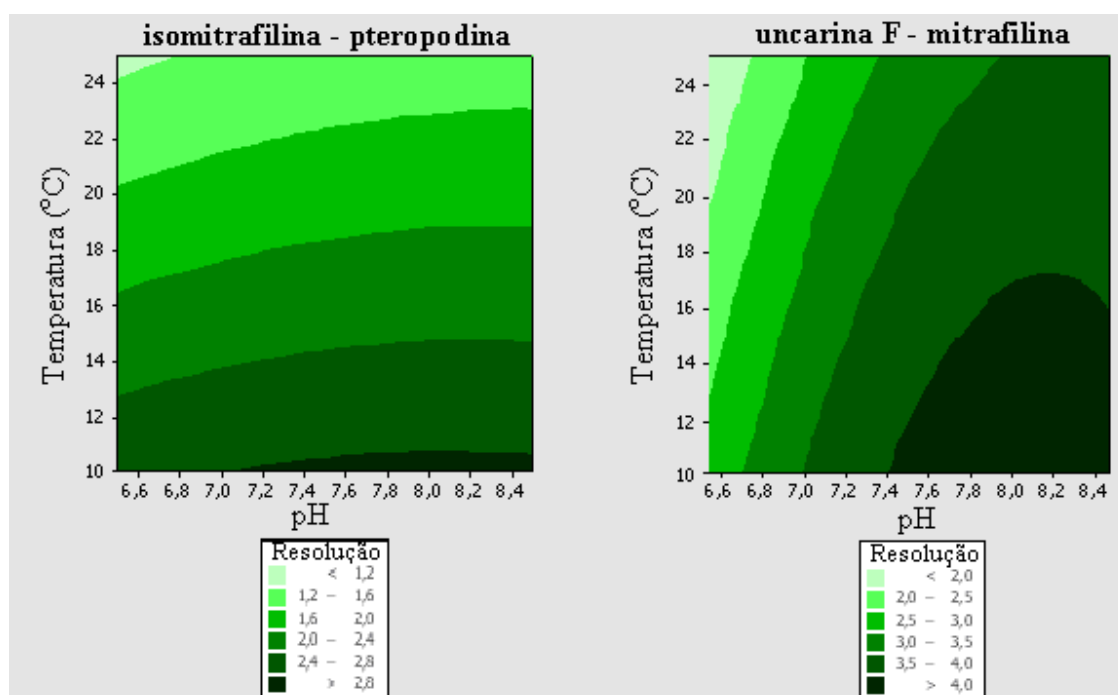 isomitrafilina - pteropodina
Temperatura (°C)
24
22
20
18
16
14
12
10
6,6 6,8 7,0 7,2 7,4 7,6 7,8 8,0 8,2 8,4
pH
Resolução
< 1,2
1,2 – 1,6
1,6 2,0
2,0 – 2,4
2,4 – 2,8
> 2,8
uncarina F - mitrafilina
Temperatura (°C)
24
22
20
18
16
14
12
10
6,6 6,8 7,0 7,2 7,4 7,6 7,8 8,0 8,2 8,4
pH
Resolução
< 2,0
2,0 – 2,5
2,5 – 3,0
3,0 – 3,5
3,5 – 4,0
> 4,0